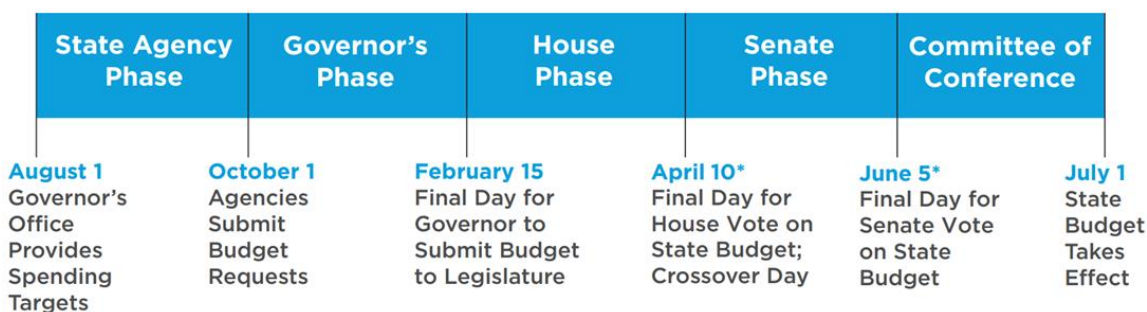 State Agency
Phase
Governor's
Phase
House
Phase
Senate
Phase
Committee of
Conference
August 1
Governor's
Office
Provides
Spending
Targets
October 1
Agencies
Submit
Budget
Requests
February 15
Final Day for
Governor to
Submit Budget
to Legislature
April 10*
Final Day for
House Vote on
State Budget;
Crossover Day
June 5*
Final Day for
Senate Vote
on State
Budget
July 1
State
Budget
Takes
Effect